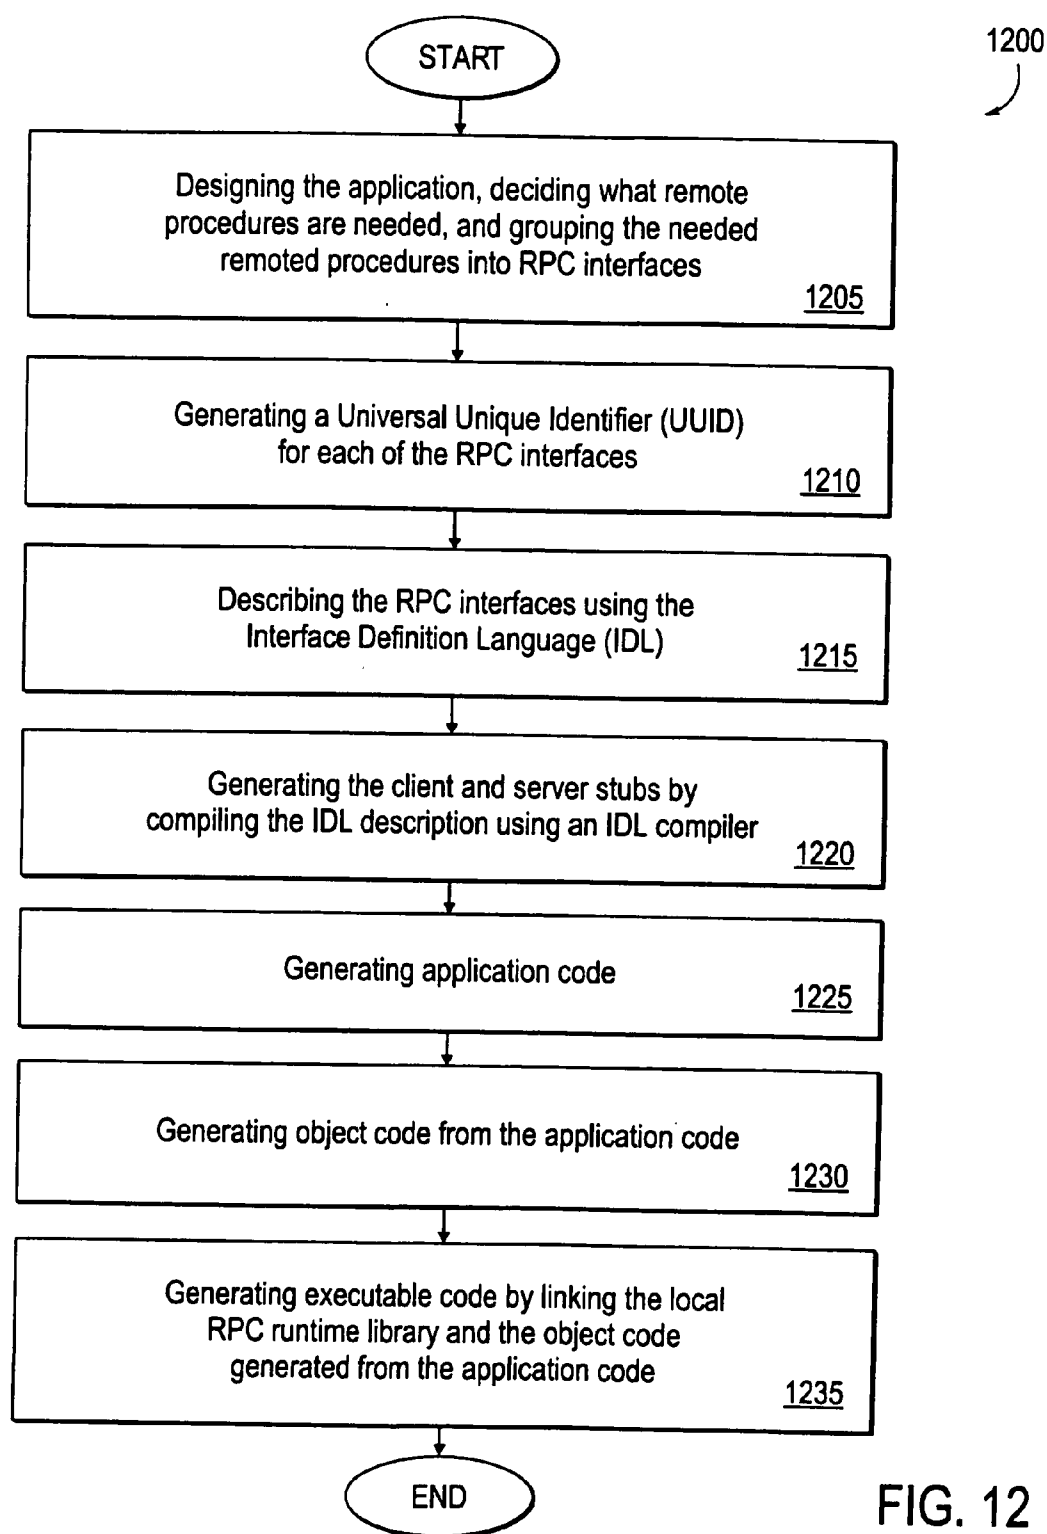 START
1200
Designing the application, deciding what remote
procedures are needed, and grouping the needed
remoted procedures into RPC interfaces
1205
Generating a Universal Unique Identifier (UUID)
for each of the RPC interfaces
1210
Describing the RPC interfaces using the
Interface Definition Language (IDL)
1215
Generating the client and server stubs by
compiling the IDL description using an IDL compiler
1220
Generating application code
1225
Generating object code from the application code
1230
Generating executable code by linking the local
RPC runtime library and the object code
generated from the application code
1235
END
FIG. 12